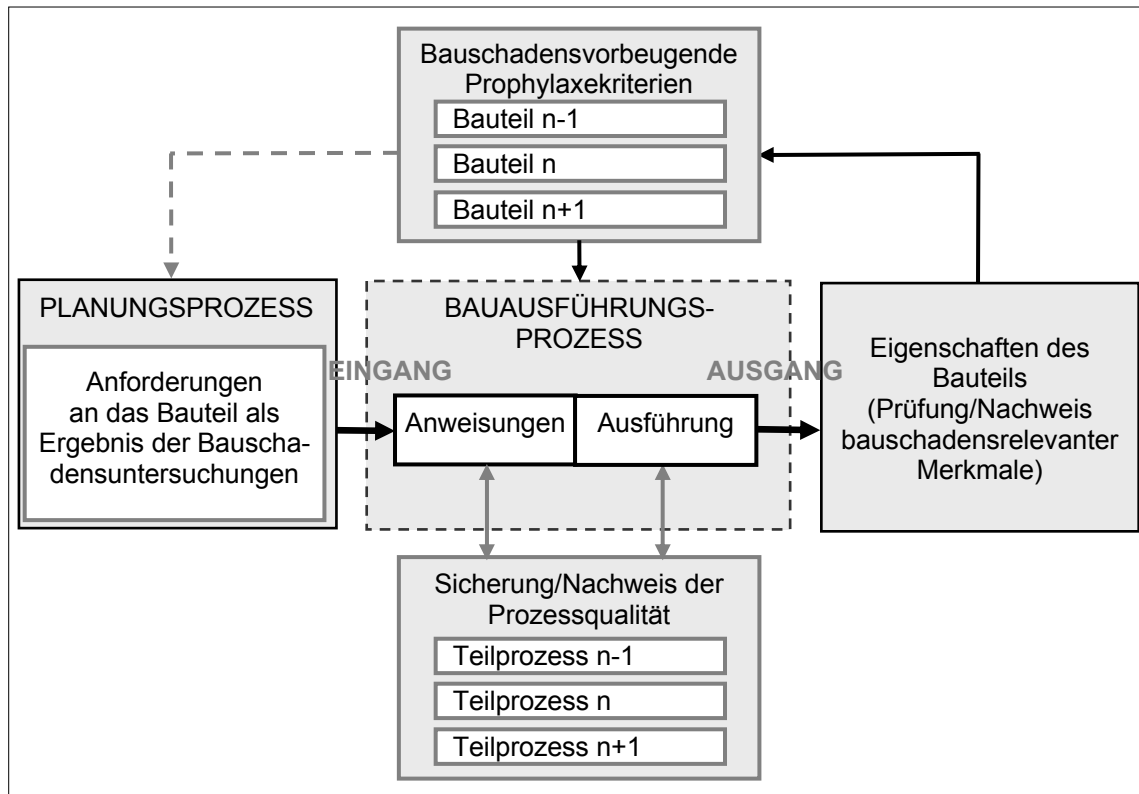 Bauschadensvorbeugende
Prophylaxekriterien
Bauteil n-1
Bauteil n
Bauteil n+1
PLANUNGSPROZESS
Anforderungen
an das Bauteil als
Ergebnis der Bauscha-
densuntersuchungen
EINGANG
BAUAUSFÜHRUNGS-
PROZESS
Anweisungen
Ausführung
AUSGANG
Eigenschaften des
Bauteils
(Prüfung/Nachweis
bauschadensrelevanter
Merkmale)
Sicherung/Nachweis der
Prozessqualität
Teilprozess n-1
Teilprozess n
Teilprozess n+1